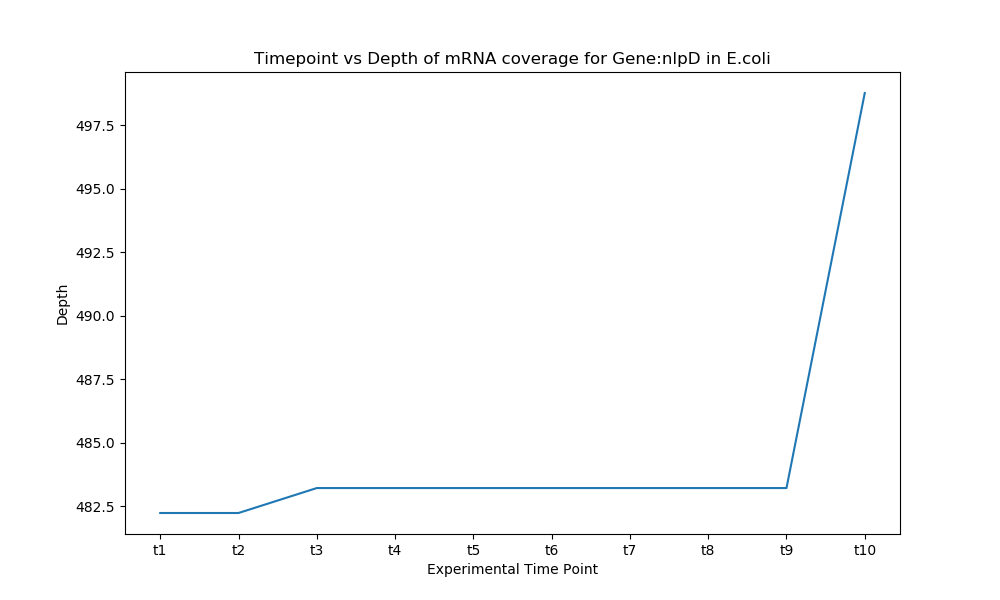 Timepoint vs Depth of mRNA coverage for Gene:nlpD in E.coli
497.5
495.0
492.5
490.0
487.5
485.0
482.5
Depth
t1 t2 t3 t4 t5 t6 t7 t8 t9 t10
Experimental Time Point